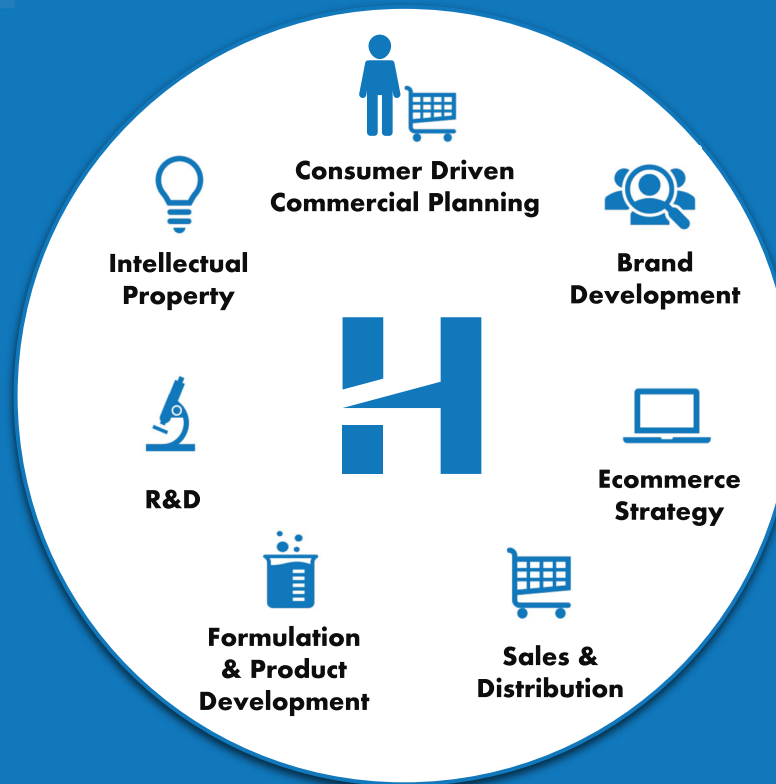 Consumer Driven
Commercial Planning
Intellectual
Property
Brand
Development
H
R&D
Ecommerce
Strategy
Formulation
& Product
Development
Sales &
Distribution